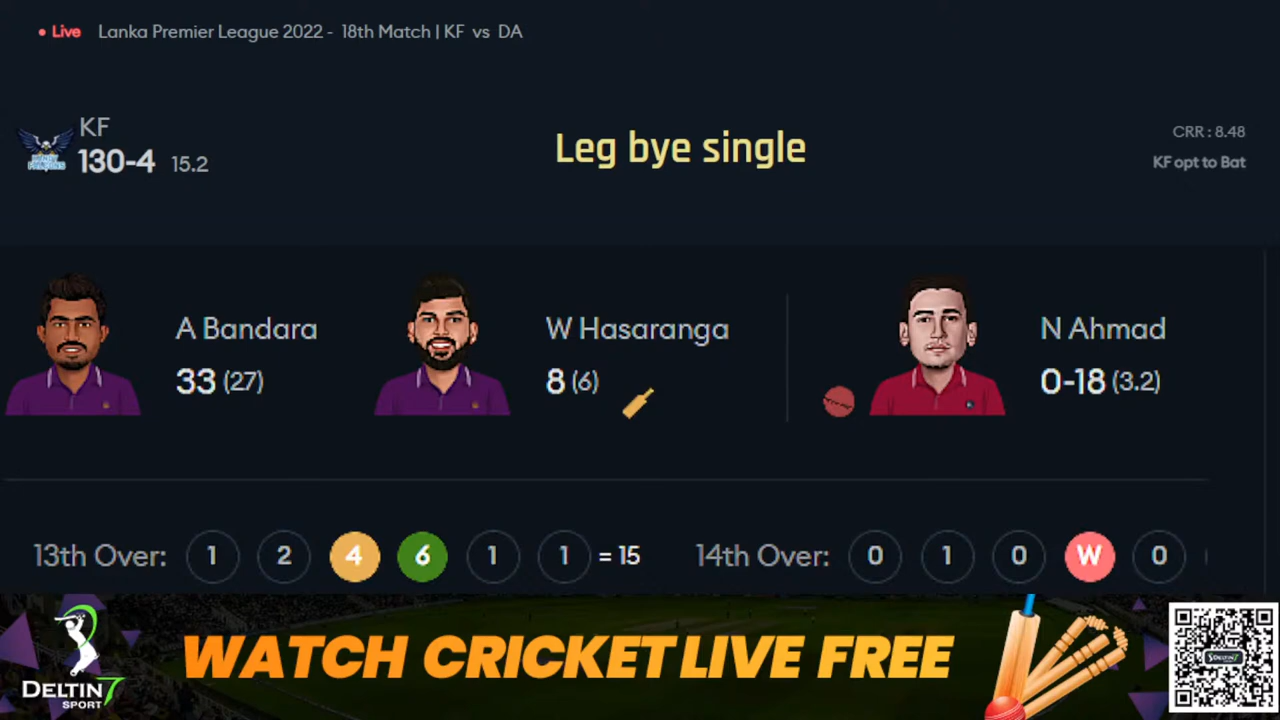 Live Lanka Premier League 2022 - 18th Match | KF vs DA
KF
130-4 15.2
Leg bye single
CRR : 8.48
KF opt to Bat
A Bandara
33 (27)
W Hasaranga
8 (6)
N Ahmad
0-18 (3.2)
13th Over: 1 2 4 6 1 1 = 15 14th Over: 0 1 0 W 0
WATCH CRICKET LIVE FREE
DELTIN7
SPORT